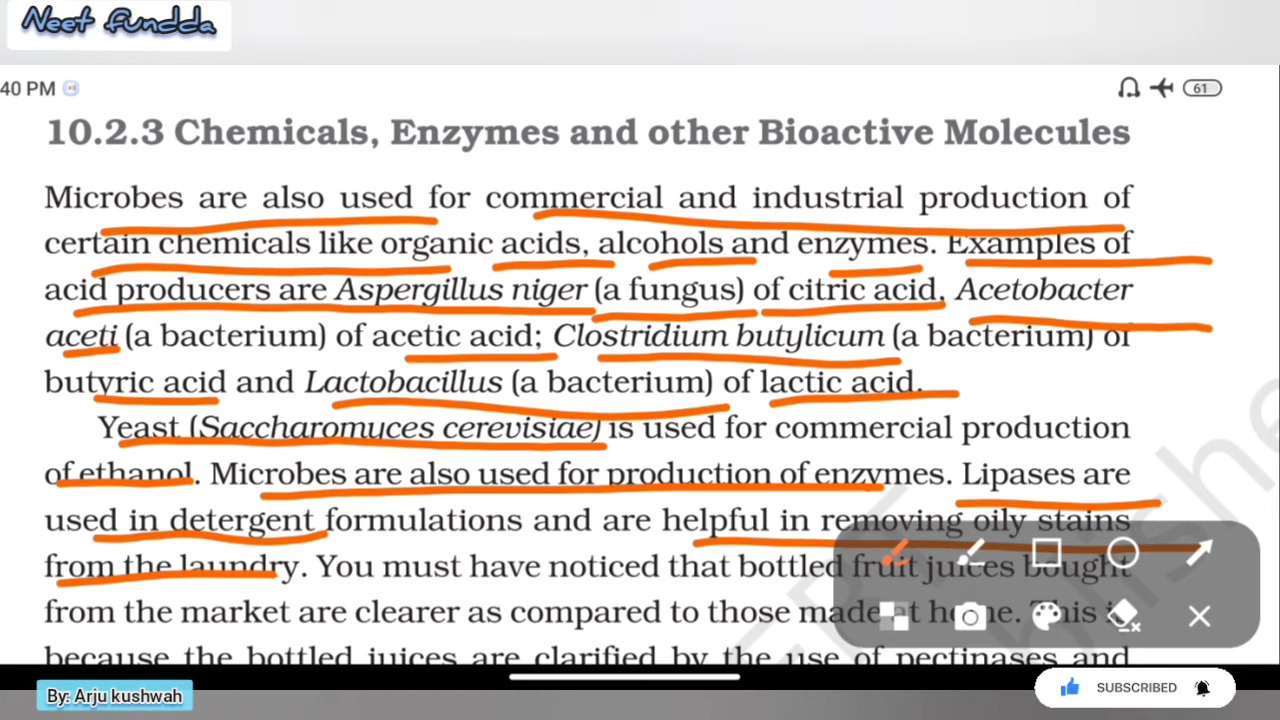 Neet fundda
40 PM
61
10.2.3 Chemicals, Enzymes and other Bioactive Molecules
Microbes are also used for commercial and industrial production of
certain chemicals like organic acids, alcohols and enzymes. Examples of
acid producers are Aspergillus niger (a fungus) of citric acid, Acetobacter
aceti (a bacterium) of acetic acid; Clostridium butylicum (a bacterium) of
butyric acid and Lactobacillus (a bacterium) of lactic acid.
Yeast (Saccharomyces cerevisiae) is used for commercial production
of ethanol. Microbes are also used for production of enzymes. Lipases are
used in detergent formulations and are helpful in removing oily stains
from the laundry. You must have noticed that bottled fruit juices bought
from the market are clearer as compared to those made at home. This is
because the bottled juices are clarified by the use of pectinases and
By: Arju kushwah
SUBSCRIBED